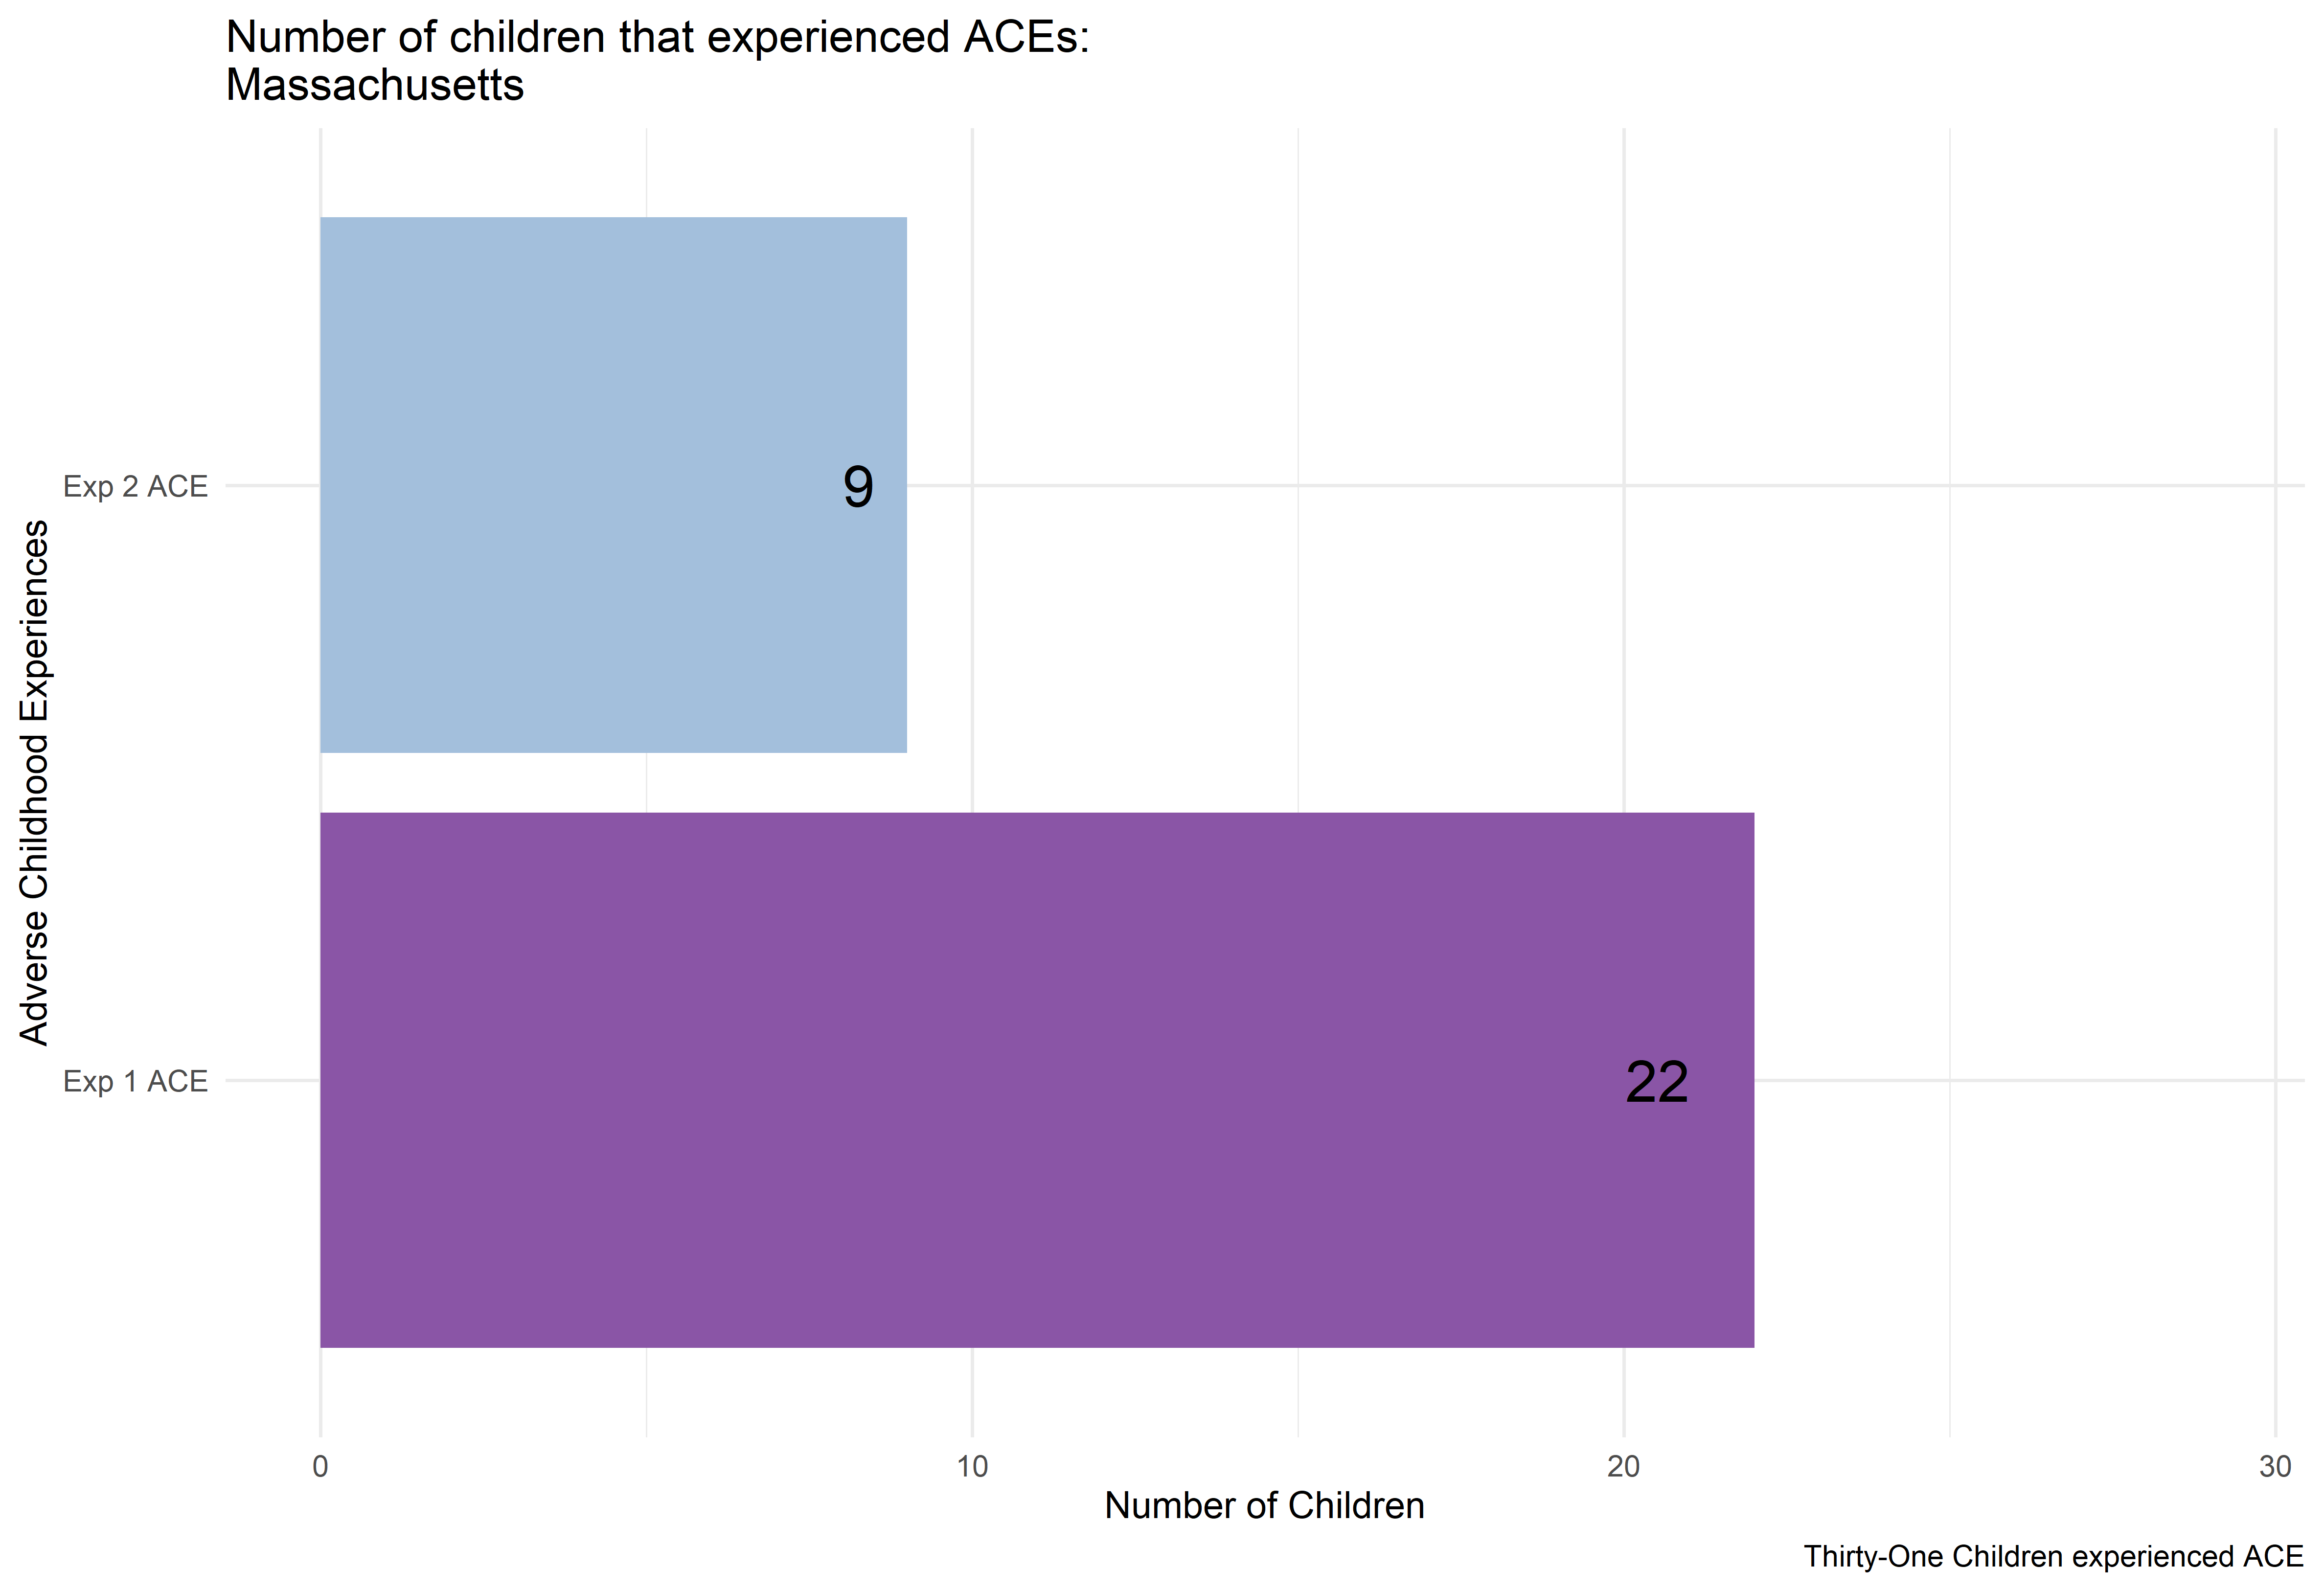 Number of children that experienced ACEs:
Massachusetts
Adverse Childhood Experiences
Exp 2 ACE
9
Exp 1 ACE
22
0
10
20
30
Number of Children
Thirty-One Children experienced ACE